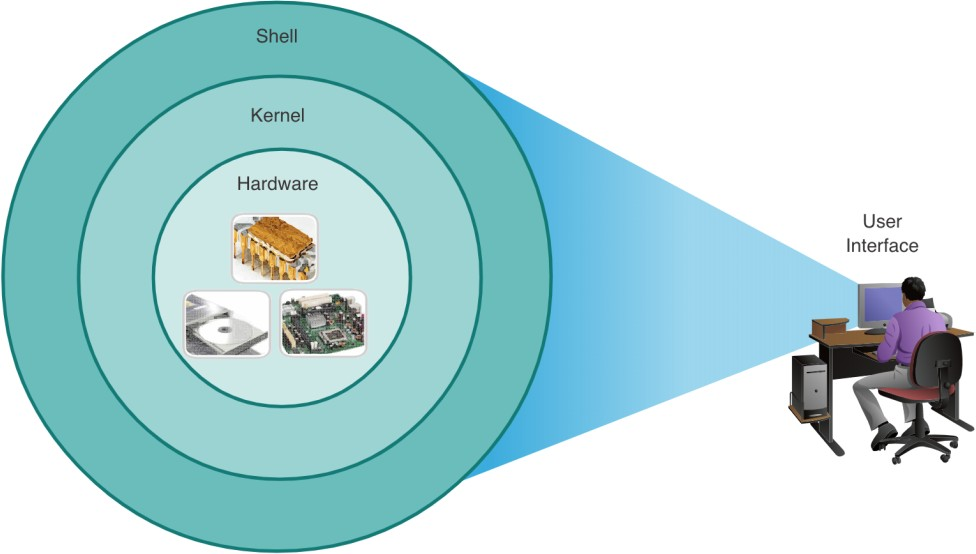 Shell
Kernel
Hardware
User
Interface